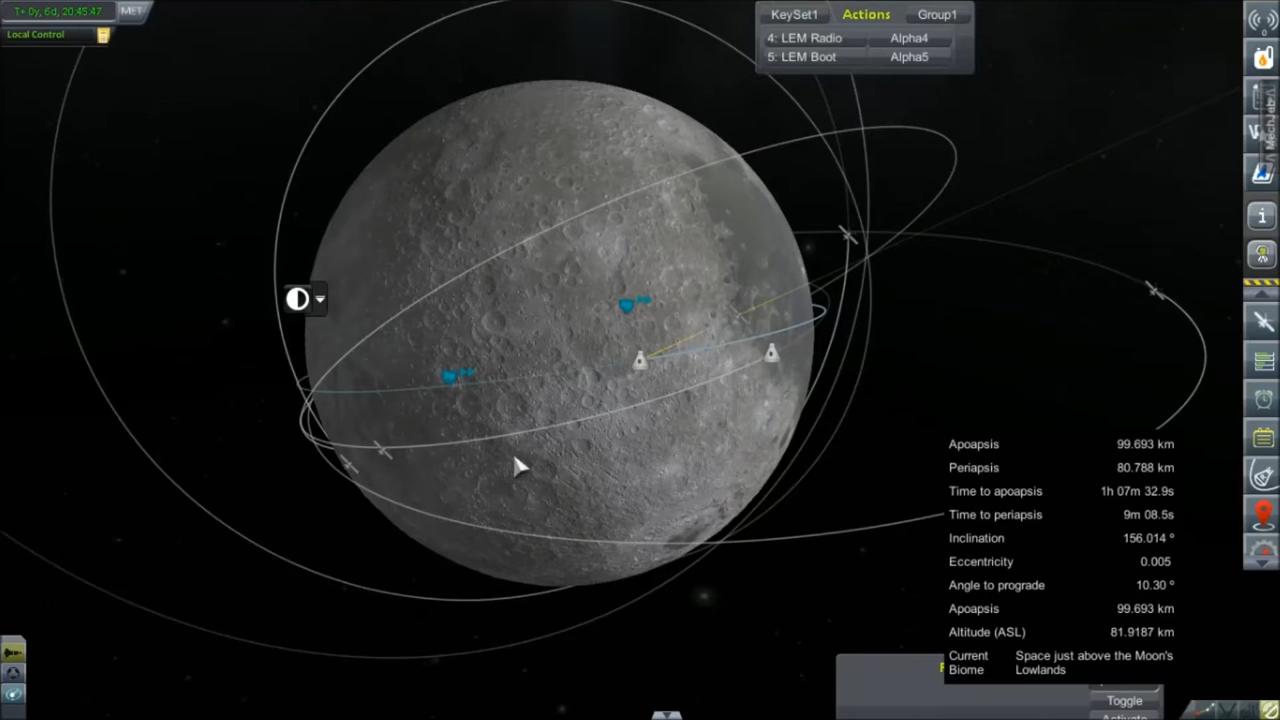 T+ 0y, 6d, 20:45:47
MET
Local Control
KeySet1 Actions Group1
4: LEM Radio Alpha4
5: LEM Boot Alpha5
0
MechJeb
Apoapsis 99.693 km
Periapsis 80.788 km
Time to apoapsis 1h 07m 32.9s
Time to periapsis 9m 08.5s
Inclination 156.014 º
Eccentricity 0.005
Angle to prograde 10.30 º
Apoapsis 99.693 km
Altitude (ASL) 81.9187 km
Current Biome Space just above the Moon's
Lowlands
Toggle
Activate